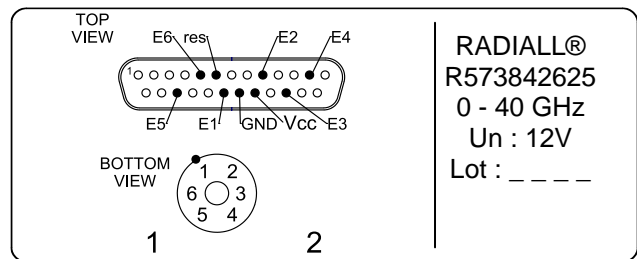 TOP
VIEW
E6 res E2 E4
1
E5 E1 GND Vcc E3
BOTTOM
VIEW
1 2
6 3
5 4
1 2
RADIALL®
R573842625
0 - 40 GHz
Un : 12V
Lot : _ _ _ _